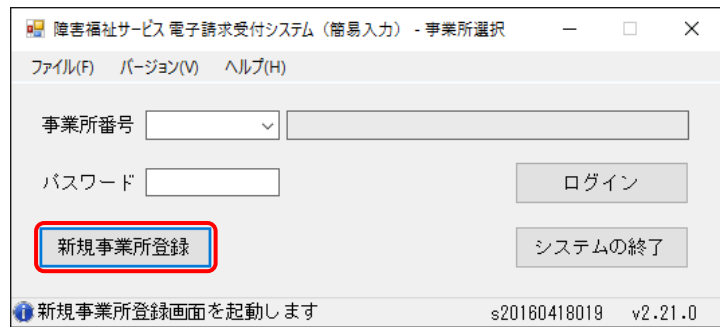 障害福祉サービス 電子請求受付システム（簡易入力） - 事業所選択
ファイル(F) バージョン(V) ヘルプ(H)
事業所番号
パスワード ログイン
新規事業所登録 システムの終了
新規事業所登録画面を起動します s20160418019 v2.21.0